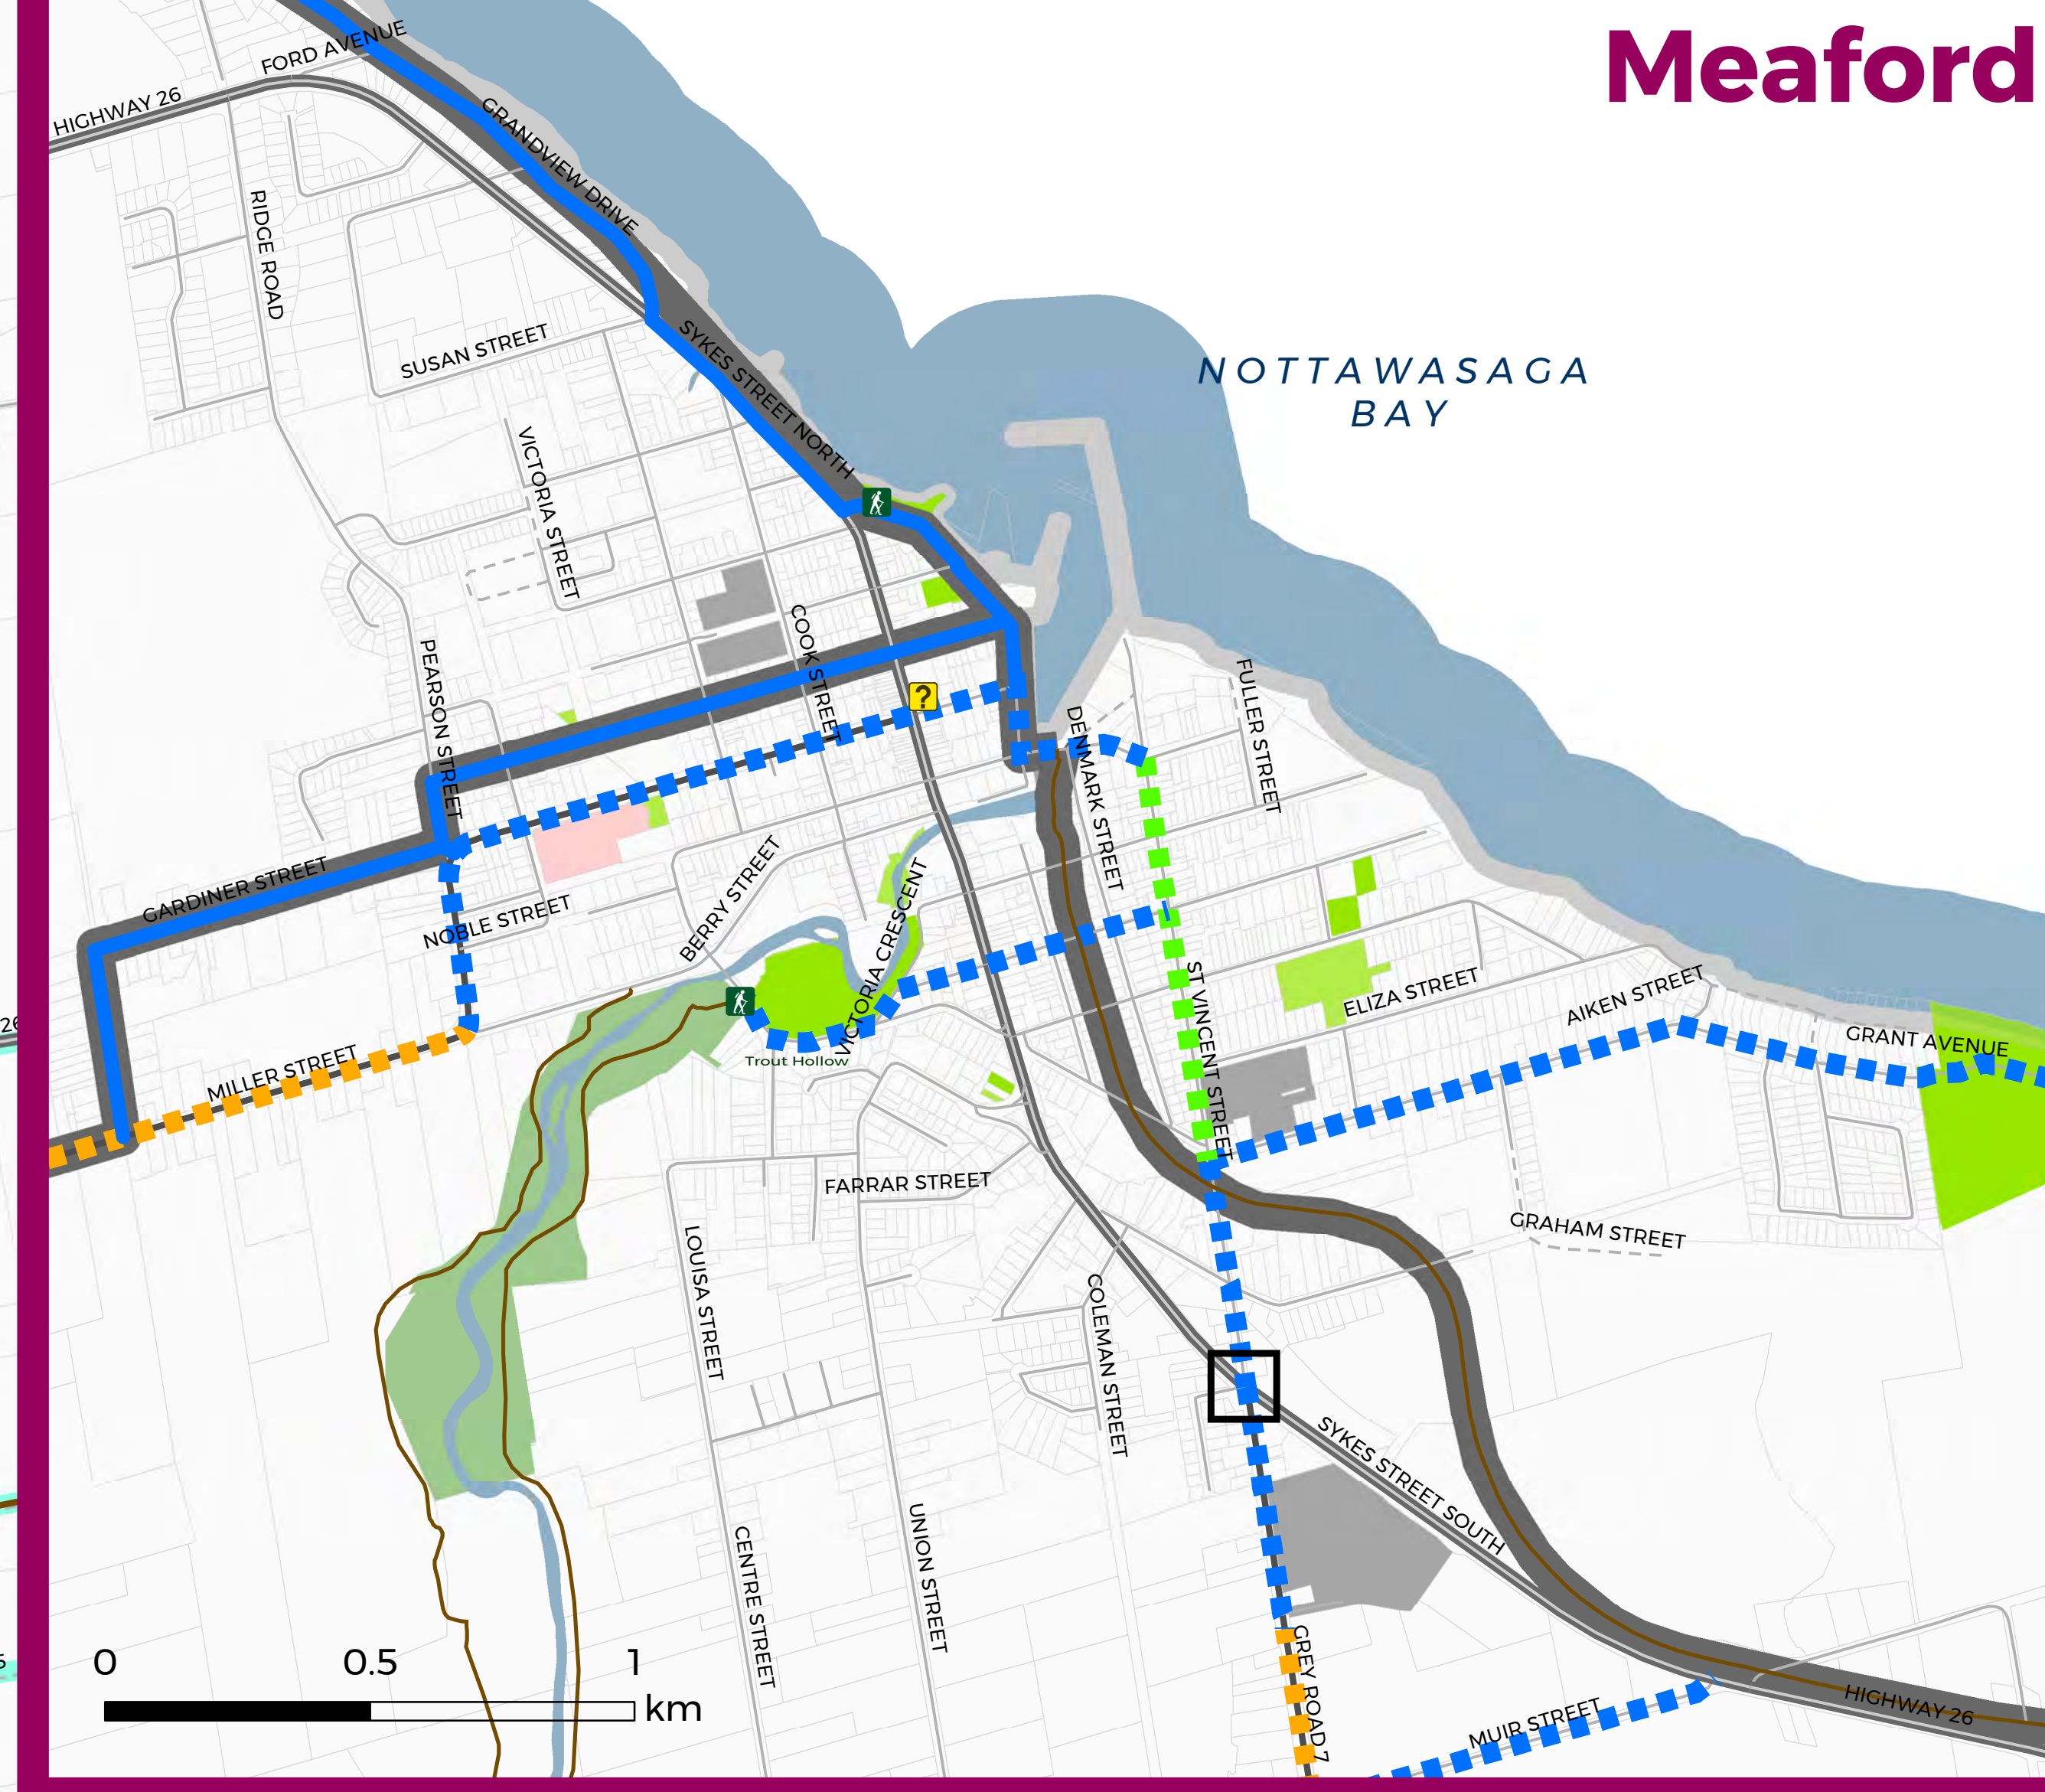 Meaford
FORD AVENUE
HIGHWAY 26
GRANDVIEW DRIVE
RIDGE ROAD
SUSAN STREET
SYKES STREET NORTH
NOTTAWASAGA
BAY
VICTORIA STREET
COOK STREET
PEARSON STREET
?
FULLER STREET
DENMARK STREET
GARDINER STREET
NOBLE STREET
BERRY STREET
VICTORIA CRESCENT
ST VINCENT STREET
ELIZA STREET
AIKEN STREET
GRANT AVENUE
26
MILLER STREET
Trout Hollow
FARRAR STREET
GRAHAM STREET
LOUISA STREET
COLEMAN STREET
SYKES STREET SOUTH
CENTRE STREET
UNION STREET
GREY ROAD 7
MUIR STREET
HIGHWAY 26
0 0.5 1
km